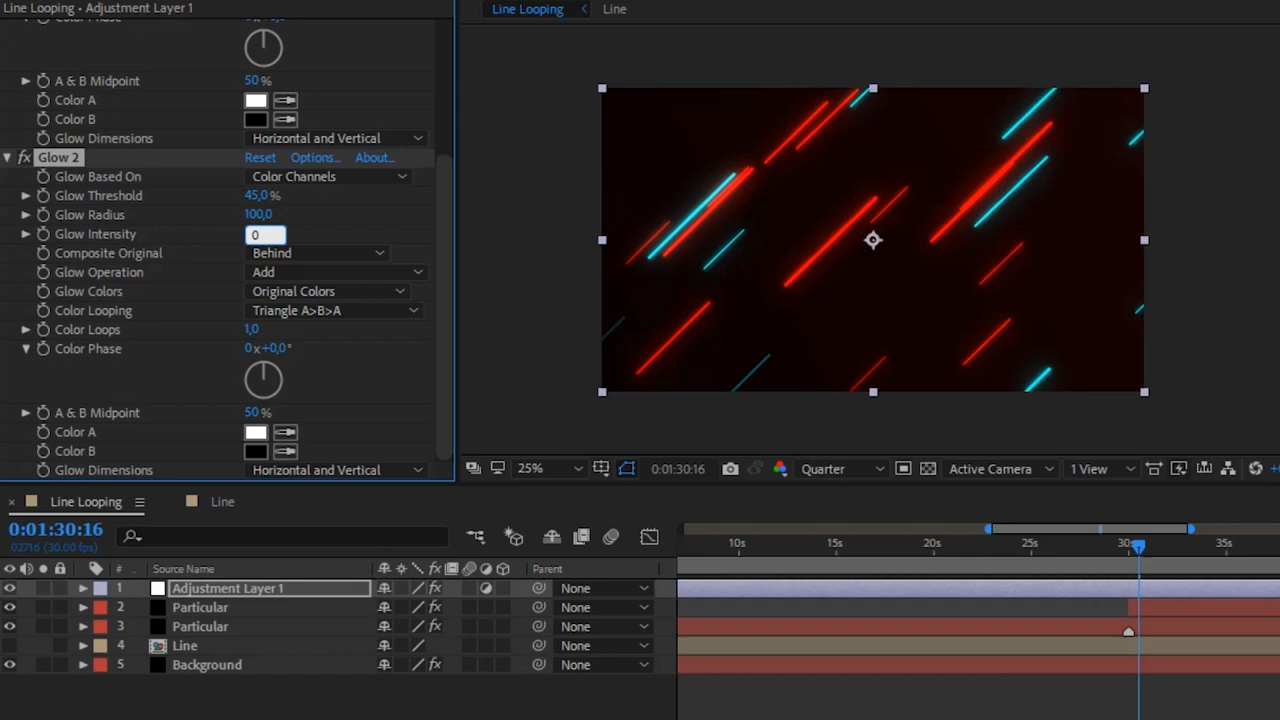 Line Looping • Adjustment Layer 1
A & B Midpoint
50 %
Color A
Color B
Glow Dimensions
Horizontal and Vertical
fx Glow 2
Reset
Options...
About...
Glow Based On
Color Channels
Glow Threshold
45,0 %
Glow Radius
100,0
Glow Intensity
0
Composite Original
Behind
Glow Operation
Add
Glow Colors
Original Colors
Color Looping
Triangle A>B>A
Color Loops
1,0
Color Phase
0 x+0,0°
A & B Midpoint
50 %
Color A
Color B
Glow Dimensions
Horizontal and Vertical
Line Looping
Line
25%
0:01:30:16
Quarter
Active Camera
1 View
Line Looping
Line
0:01:30:16
02716 (30.00 fps)
10s
15s
20s
25s
30s
35s
#
Source Name
fx
Parent
1 Adjustment Layer 1 fx None
2 Particular fx None
3 Particular fx None
4 Line None
5 Background fx None